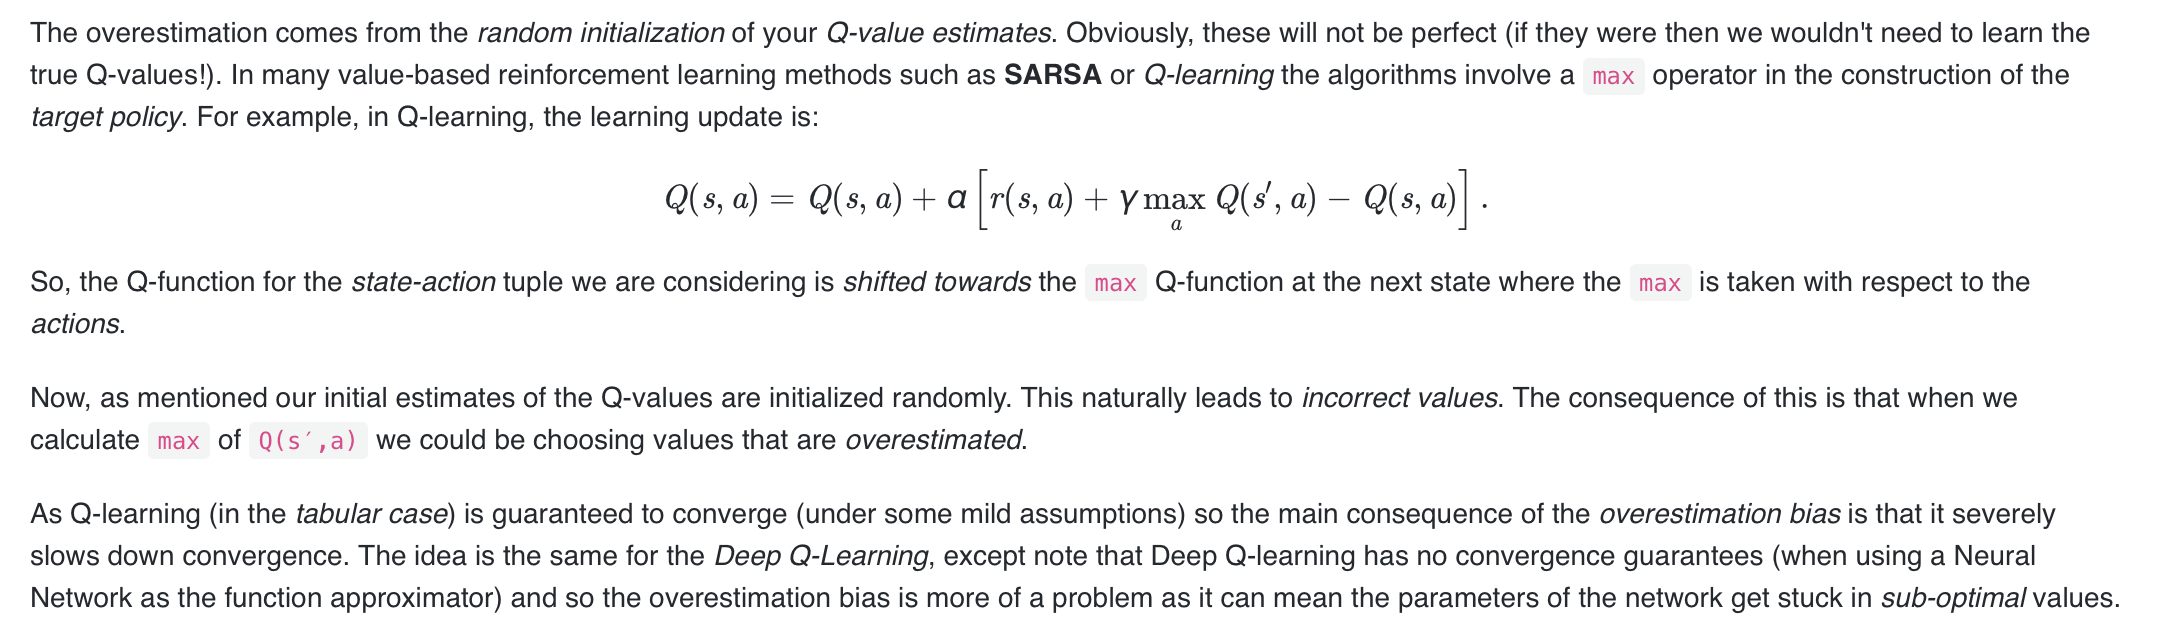 The overestimation comes from the random initialization of your Q-value estimates. Obviously, these will not be perfect (if they were then we wouldn't need to learn the
true Q-values!). In many value-based reinforcement learning methods such as SARSA or Q-learning the algorithms involve a max operator in the construction of the
target policy. For example, in Q-learning, the learning update is:
Q(s, a) = Q(s, a) + α [r(s, a) + γ max_a Q(s′, a) − Q(s, a)] .
So, the Q-function for the state-action tuple we are considering is shifted towards the max Q-function at the next state where the max is taken with respect to the
actions.
Now, as mentioned our initial estimates of the Q-values are initialized randomly. This naturally leads to incorrect values. The consequence of this is that when we
calculate max of Q(s′,a) we could be choosing values that are overestimated.
As Q-learning (in the tabular case) is guaranteed to converge (under some mild assumptions) so the main consequence of the overestimation bias is that it severely
slows down convergence. The idea is the same for the Deep Q-Learning, except note that Deep Q-learning has no convergence guarantees (when using a Neural
Network as the function approximator) and so the overestimation bias is more of a problem as it can mean the parameters of the network get stuck in sub-optimal values.